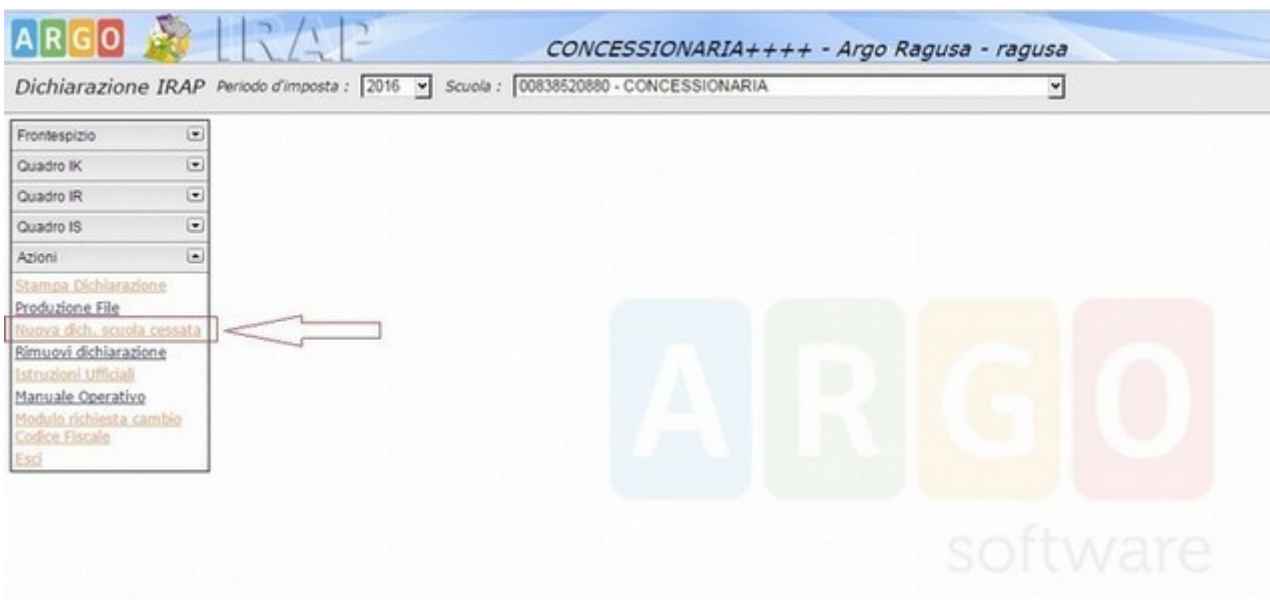 ARGO IRAP CONCESSIONARIA++++ - Argo Ragusa - ragusa
Dichiarazione IRAP Periodo d'imposta : 2016 Scuola : 00838520880 - CONCESSIONARIA
Frontespizio
Quadro IK
Quadro IR
Quadro IS
Azioni
Stampa Dichiarazione
Produzione File
Nuova dich. scuola cessata
Rimuovi dichiarazione
Istruzioni Ufficiali
Manuale Operativo
Modulo richiesta cambio
Codice Fiscale
Esci
ARGO
software